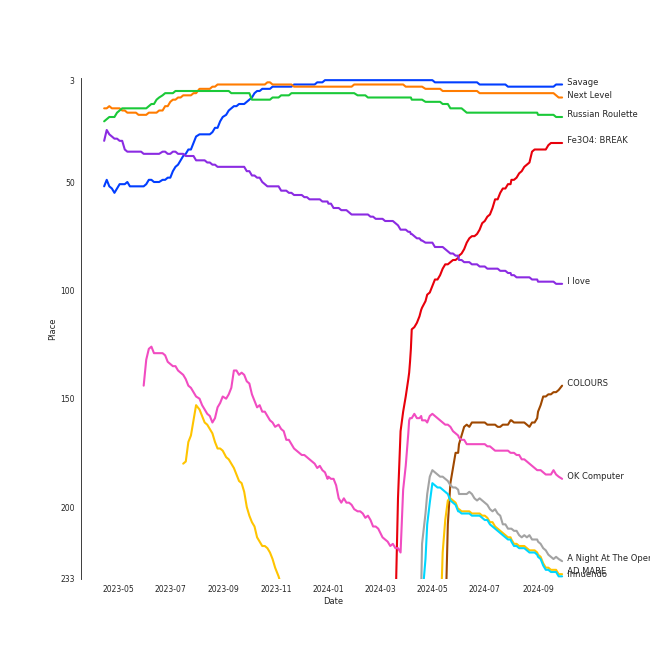 3
Savage
Next Level
Russian Roulette
Fe3O4: BREAK
50
I love
100
Place
COLOURS
150
OK Computer
200
A Night At The Oper
AD MARE
Innuendo
233
2023-05 2023-07 2023-09 2023-11 2024-01 2024-03 2024-05 2024-07 2024-09
Date